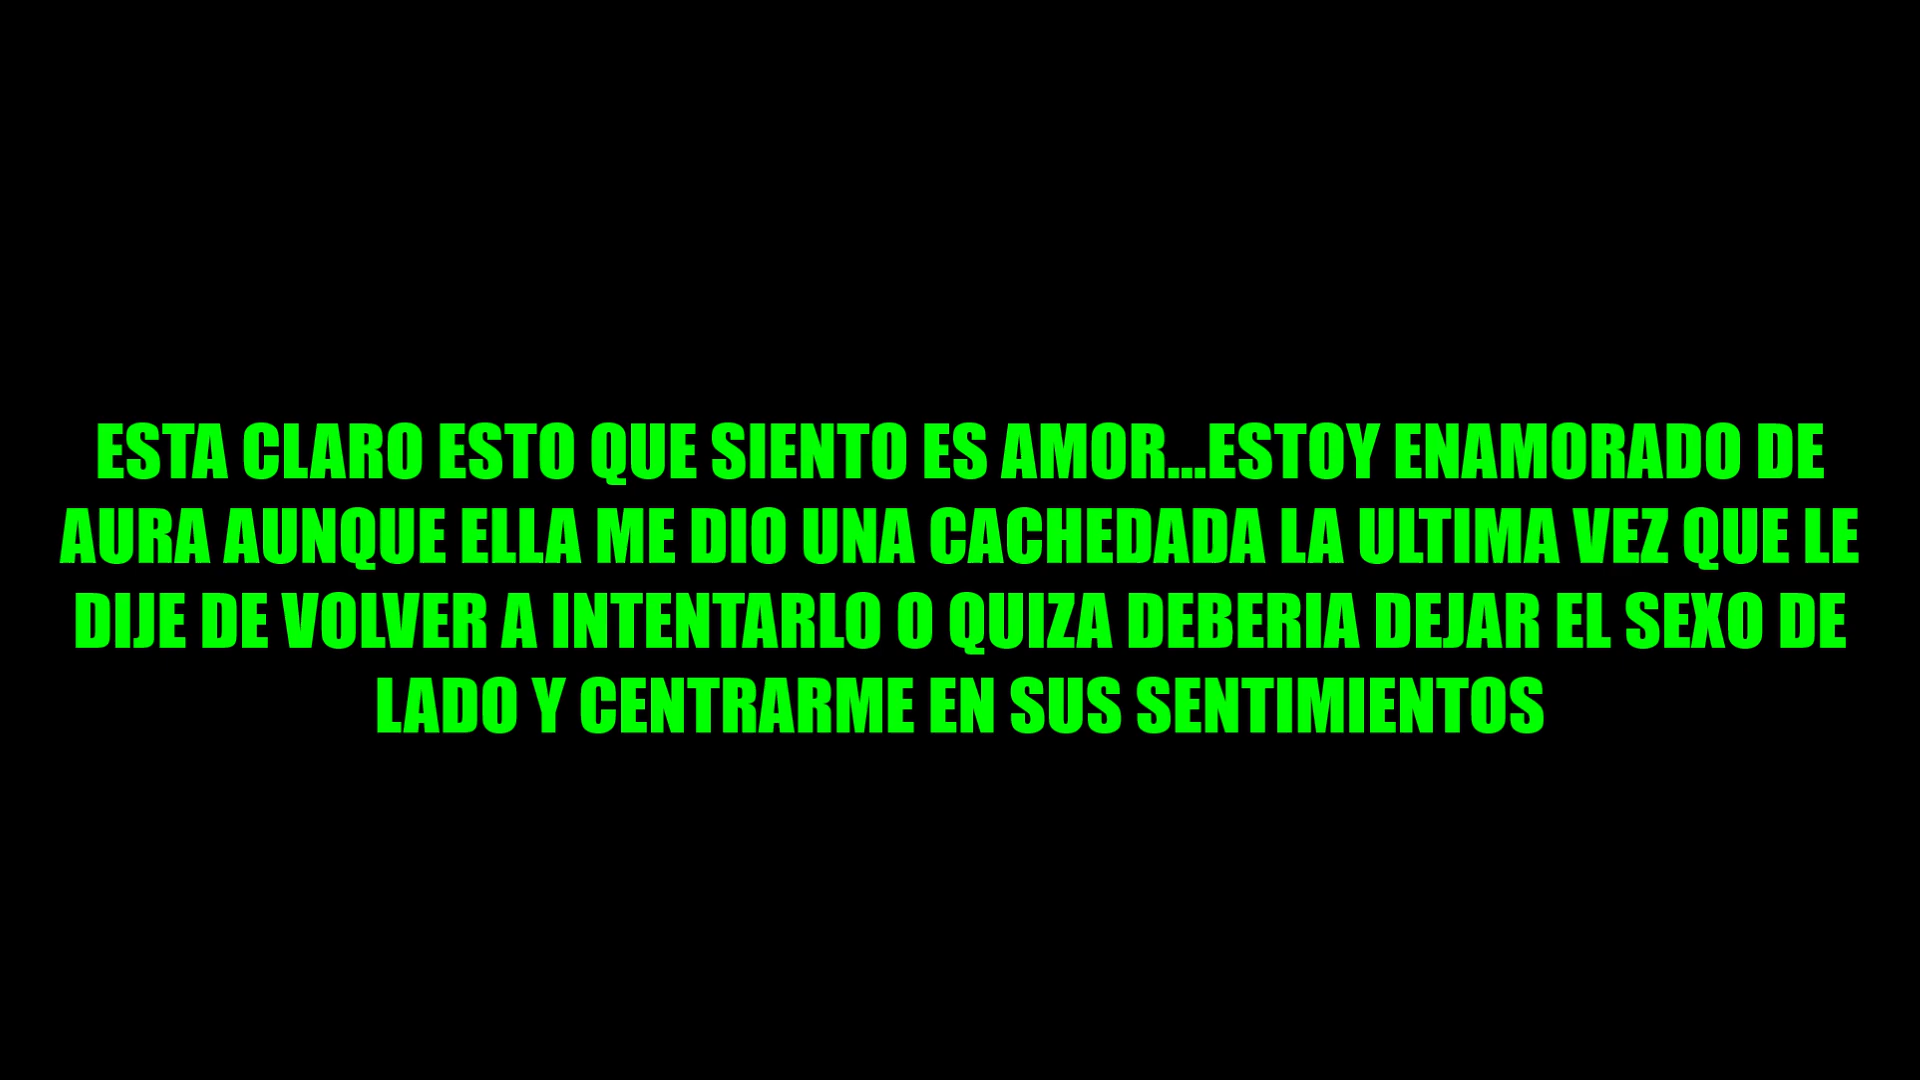 ESTA CLARO ESTO QUE SIENTO ES AMOR...ESTOY ENAMORADO DE
AURA AUNQUE ELLA ME DIO UNA CACHEDADA LA ULTIMA VEZ QUE LE
DIJE DE VOLVER A INTENTARLO O QUIZA DEBERIA DEJAR EL SEXO DE
LADO Y CENTRARME EN SUS SENTIMIENTOS